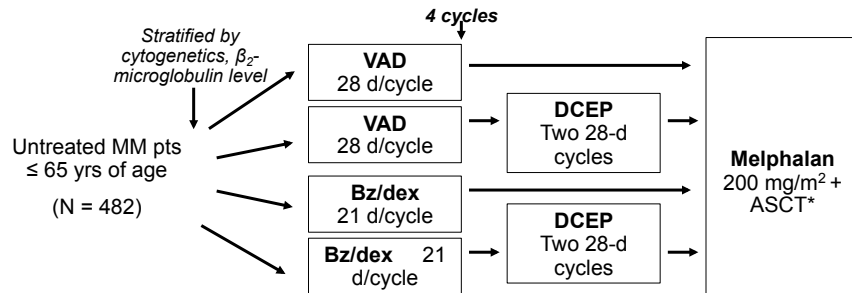 4 cycles
Stratified by
cytogenetics, β₂-
microglobulin level
Untreated MM pts
≤ 65 yrs of age
(N = 482)
VAD
28 d/cycle
VAD
28 d/cycle
Bz/dex
21 d/cycle
Bz/dex 21
d/cycle
DCEP
Two 28-d
cycles
DCEP
Two 28-d
cycles
Melphalan
200 mg/m² +
ASCT*